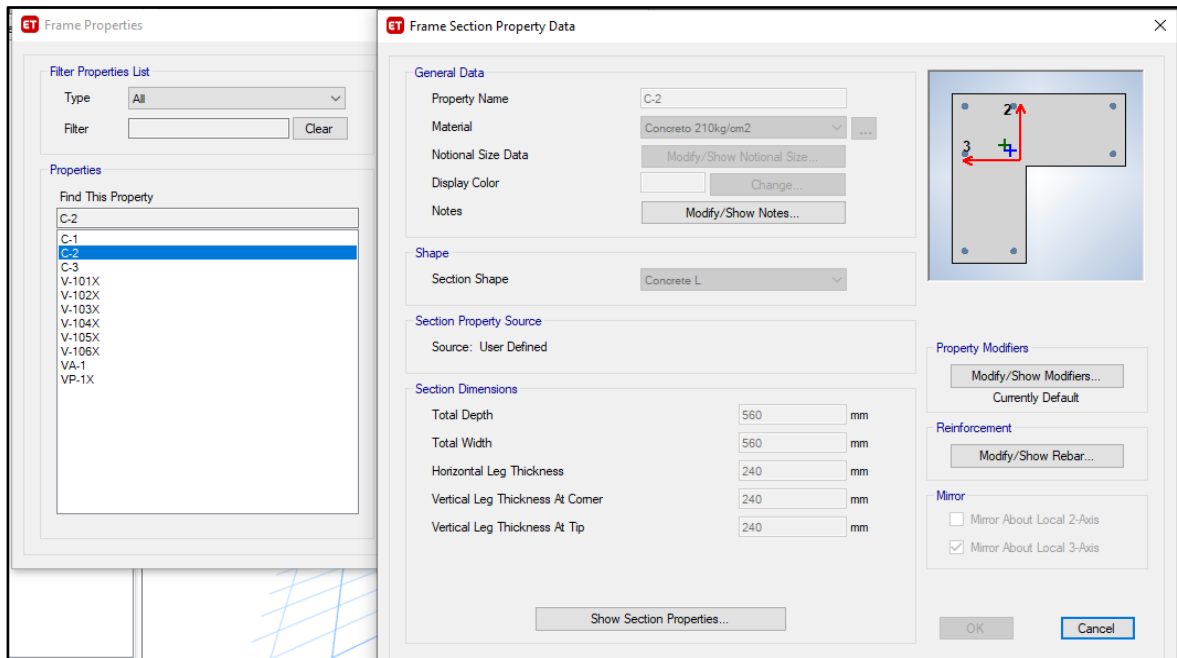 ET Frame Properties
Filter Properties List
Type All
Filter Clear
Properties
Find This Property
C-2
C-1
C-2
C-3
V-101X
V-102X
V-103X
V-104X
V-105X
V-106X
VA-1
VP-1X
ET Frame Section Property Data
General Data
Property Name C-2
Material Concreto 210kg/cm2 ...
Notional Size Data Modify/Show Notional Size...
Display Color Change...
Notes Modify/Show Notes...
Shape
Section Shape Concrete L
Section Property Source
Source: User Defined
Section Dimensions
Total Depth 560 mm
Total Width 560 mm
Horizontal Leg Thickness 240 mm
Vertical Leg Thickness At Corner 240 mm
Vertical Leg Thickness At Tip 240 mm
Show Section Properties...
2
3
Property Modifiers
Modify/Show Modifiers...
Currently Default
Reinforcement
Modify/Show Rebar...
Mirror
Mirror About Local 2-Axis
Mirror About Local 3-Axis
OK Cancel